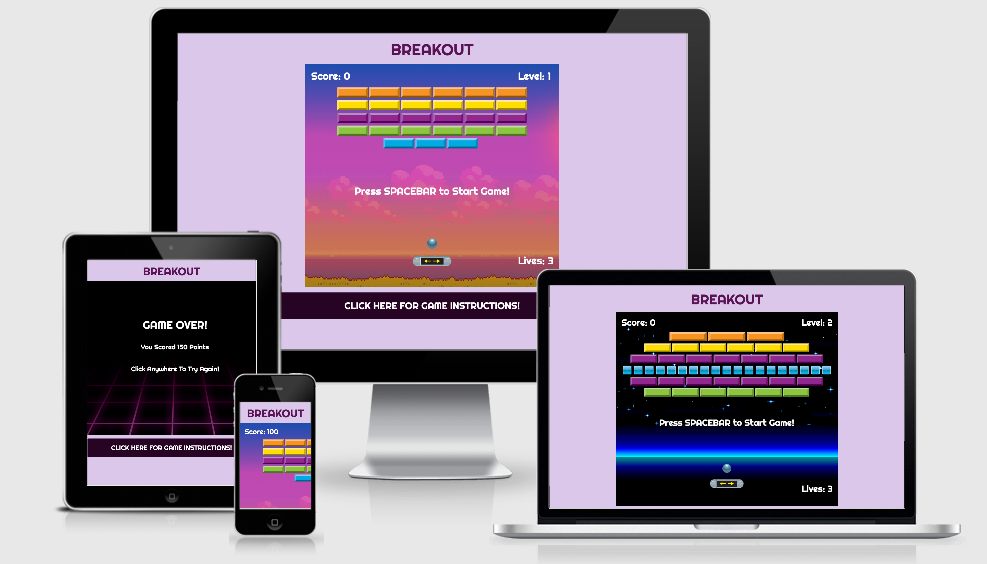 BREAKOUT
Score: 0
Level: 1
Press SPACEBAR to Start Game!
Lives: 3
CLICK HERE FOR GAME INSTRUCTIONS!
BREAKOUT
GAME OVER!
You Scored 150 Points
Click Anywhere To Try Again!
CLICK HERE FOR GAME INSTRUCTIONS!
BREAKOUT
Score: 100
BREAKOUT
Score: 0
Level: 2
Press SPACEBAR to Start Game!
Lives: 3